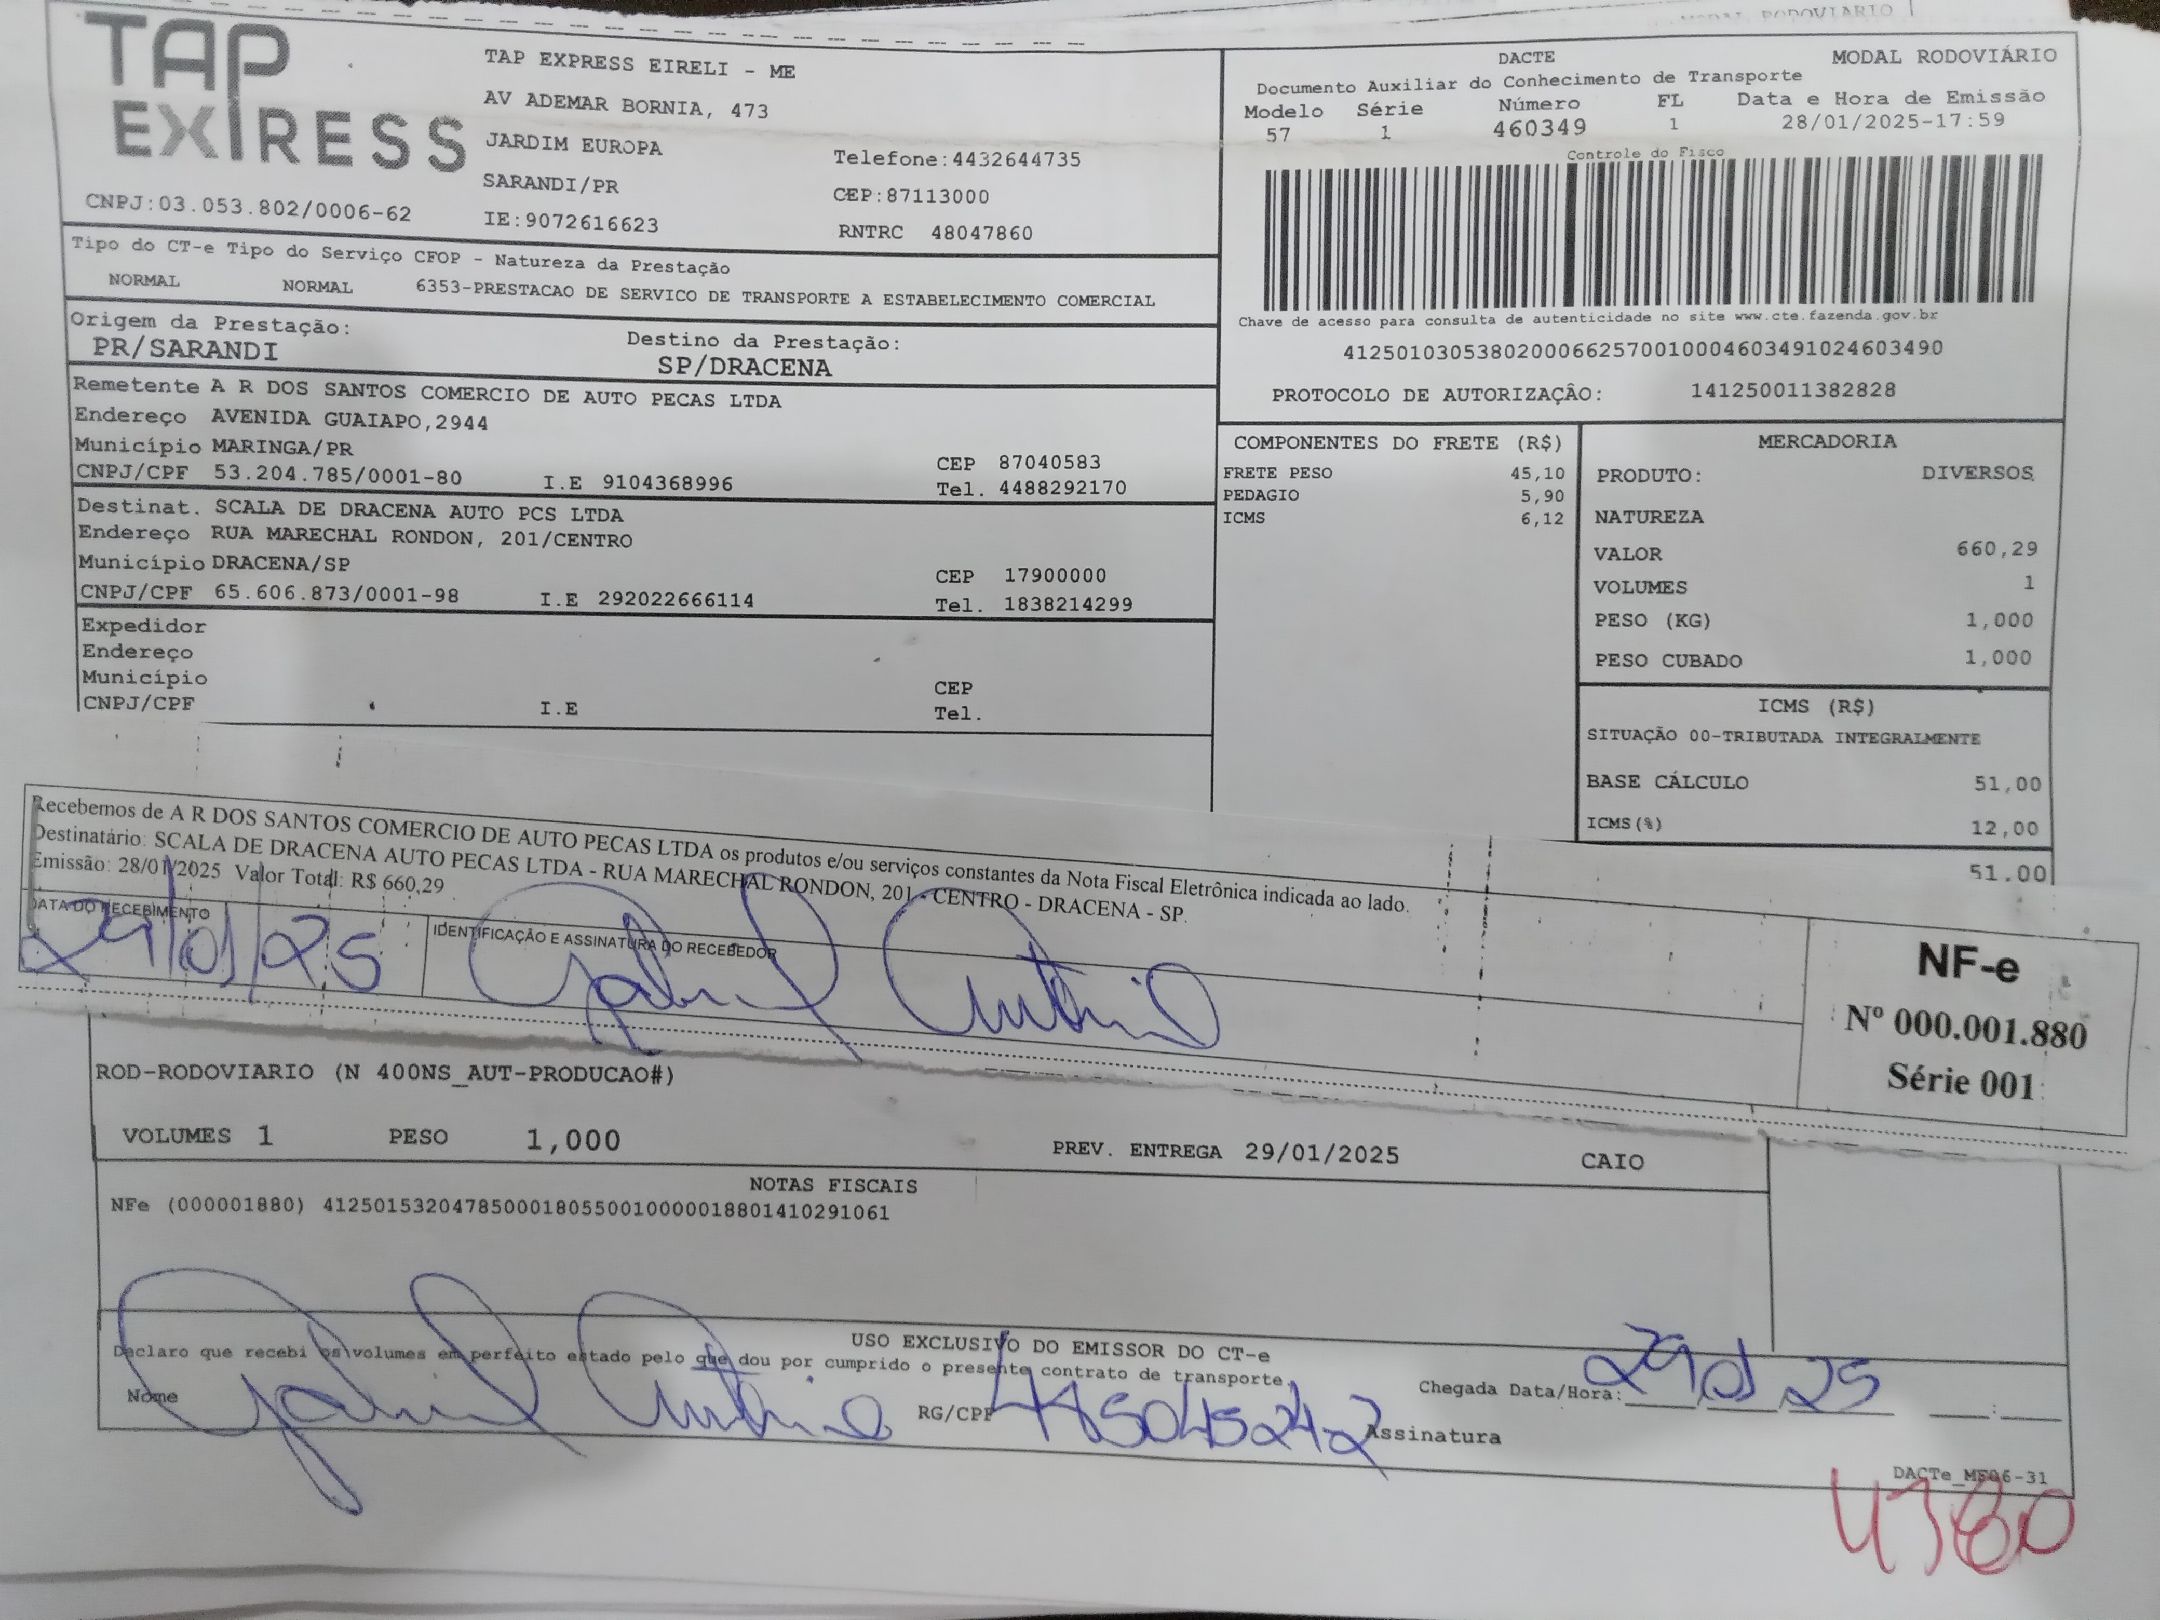 MODAL RODOVIARIO
TAP
EXPRESS
CNPJ:03.053.802/0006-62
TAP EXPRESS EIRELI - ME
AV ADEMAR BORNIA, 473
JARDIM EUROPA
SARANDI/PR
IE:9072616623
Telefone:4432644735
CEP:87113000
RNTRC 48047860
DACTE MODAL RODOVIÁRIO
Documento Auxiliar do Conhecimento de Transporte
Modelo Série Número FL Data e Hora de Emissão
57 1 460349 1 28/01/2025-17:59
Controle do Fisco
Chave de acesso para consulta de autenticidade no site www.cte.fazenda.gov.br
41250103053802000662570010004603491024603490
PROTOCOLO DE AUTORIZAÇÂO: 141250011382828
Tipo do CT-e Tipo do Serviço CFOP - Natureza da Prestação
NORMAL NORMAL 6353-PRESTACAO DE SERVICO DE TRANSPORTE A ESTABELECIMENTO COMERCIAL
Origem da Prestação: Destino da Prestação:
PR/SARANDI SP/DRACENA
Remetente A R DOS SANTOS COMERCIO DE AUTO PECAS LTDA
Endereço AVENIDA GUAIAPO,2944
Município MARINGA/PR CEP 87040583
CNPJ/CPF 53.204.785/0001-80 I.E 9104368996 Tel. 4488292170
Destinat. SCALA DE DRACENA AUTO PCS LTDA
Endereço RUA MARECHAL RONDON, 201/CENTRO
Município DRACENA/SP CEP 17900000
CNPJ/CPF 65.606.873/0001-98 I.E 292022666114 Tel. 1838214299
Expedidor
Endereço
Município CEP
CNPJ/CPF I.E Tel.
COMPONENTES DO FRETE (R$)
FRETE PESO 45,10
PEDAGIO 5,90
ICMS 6,12
MERCADORIA
PRODUTO: DIVERSOS
NATUREZA
VALOR 660,29
VOLUMES 1
PESO (KG) 1,000
PESO CUBADO 1,000
ICMS (R$)
SITUAÇÃO 00-TRIBUTADA INTEGRALMENTE
BASE CÁLCULO 51,00
ICMS(%) 12,00
51.00
Recebemos de A R DOS SANTOS COMERCIO DE AUTO PECAS LTDA os produtos e/ou serviços constantes da Nota Fiscal Eletrônica indicada ao lado.
Destinatário: SCALA DE DRACENA AUTO PECAS LTDA - RUA MARECHAL RONDON, 201 - CENTRO - DRACENA - SP.
Emissão: 28/01/2025 Valor Total: R$ 660,29
DATA DO RECEBIMENTO IDENTIFICAÇÃO E ASSINATURA DO RECEBEDOR
29/01/25 Gabriel Antonio
NF-e
Nº 000.001.880
Série 001
ROD-RODOVIARIO (N 400NS_AUT-PRODUCAO#)
VOLUMES 1 PESO 1,000 PREV. ENTREGA 29/01/2025 CAIO
NOTAS FISCAIS
NFe (000001880) 41250153204785000180550010000018801410291061
USO EXCLUSIVO DO EMISSOR DO CT-e
Declaro que recebi os volumes em perfeito estado pelo que dou por cumprido o presente contrato de transporte.
Nome Gabriel Antonio RG/CPF Chegada Data/Hora: 29 01 25 __:__
Assinatura
DACTe_MF06-31